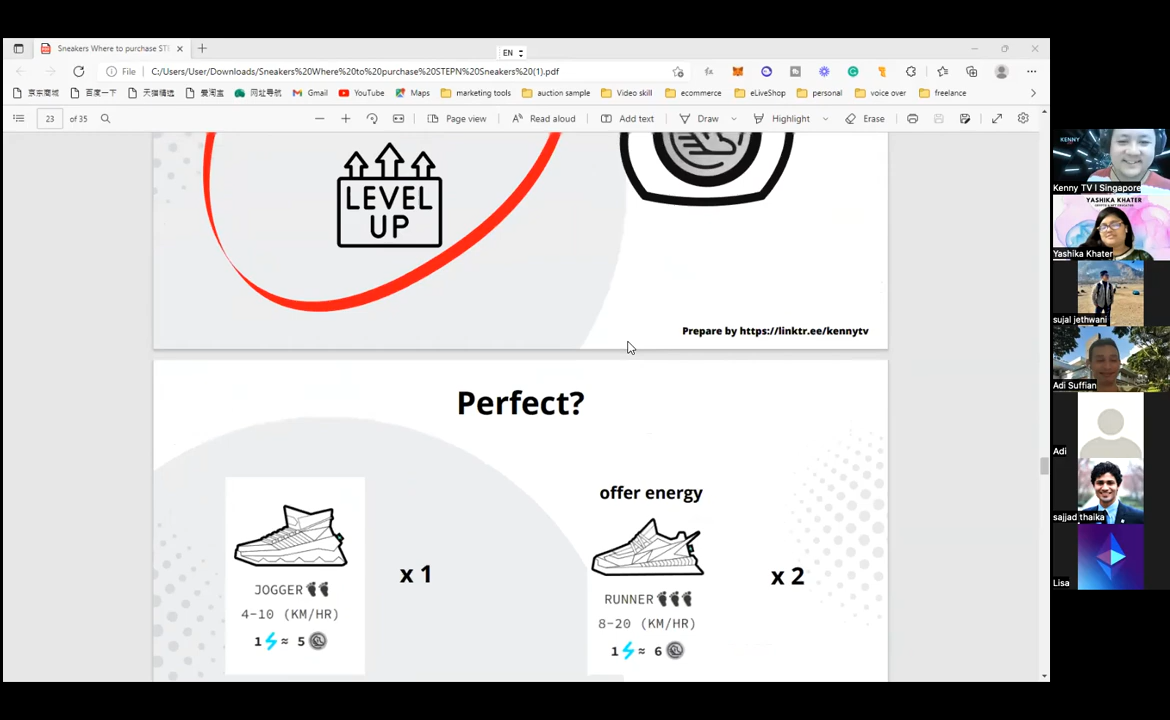 Sneakers Where to purchase STE
EN
File
C:/Users/User/Downloads/Sneakers%20Where%20to%20purchase%20STEPN%20Sneakers%20(1).pdf
京东商城 百度一下 天猫精选 爱淘宝 网址导航 Gmail YouTube Maps marketing tools auction sample Video skill ecommerce eLiveShop personal voice over freelance
23 of 35 Page view Read aloud Add text Draw Highlight Erase
LEVEL
UP
Prepare by https://linktr.ee/kennytv
Perfect?
offer energy
JOGGER
4-10 (KM/HR)
1 ≈ 5
x 1
RUNNER
8-20 (KM/HR)
1 ≈ 6
x 2
KENNY
Kenny TV I Singapore
YASHIKA KHATER
Yashika Khater
sujal jethwani
Adi Suffian
Adi
sajjad thaika
Lisa